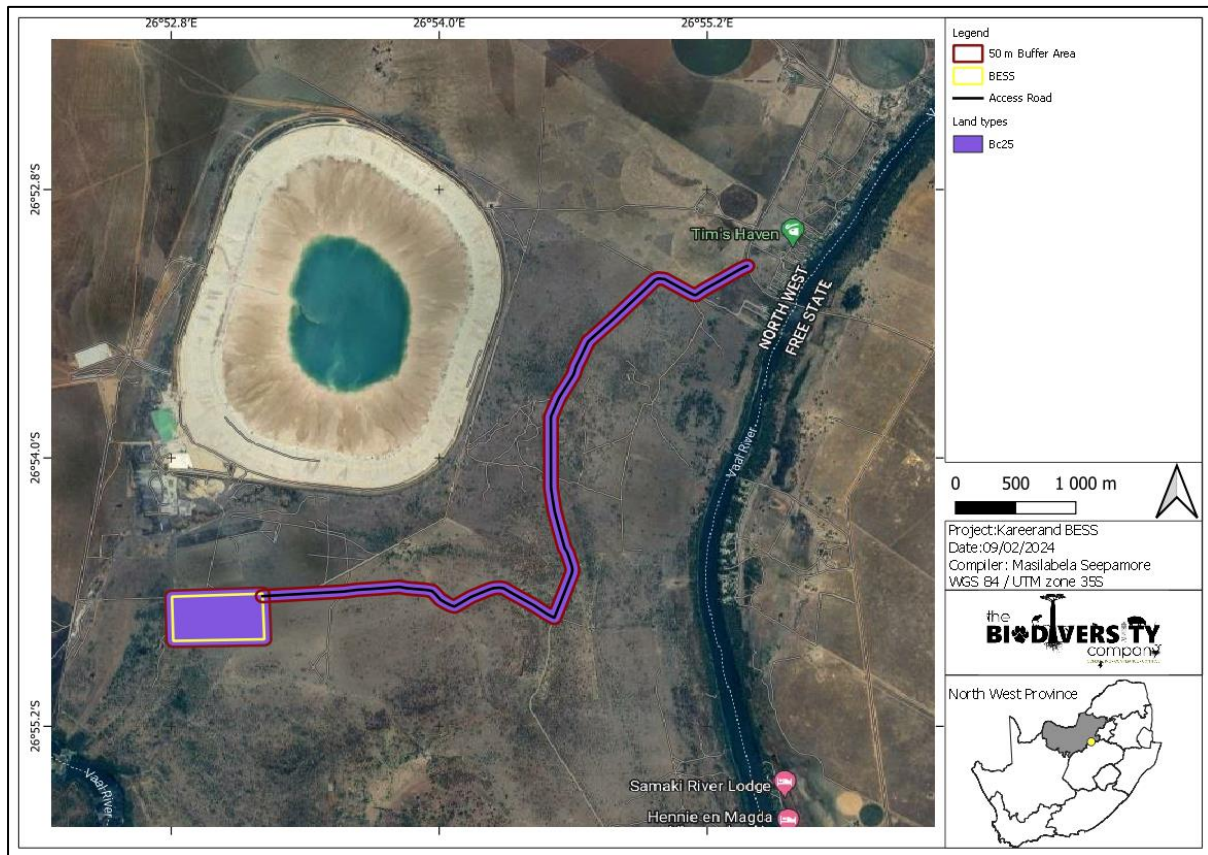 26°52.8'E
26°54.0'E
26°55.2'E
26°52.8'S
26°54.0'S
26°55.2'S
Tim's Haven
NORTH WEST
FREE STATE
Vaal River
Vaal River
Samaki River Lodge
Hennie en Magda
Legend
50 m Buffer Area
BESS
Access Road
Land types
Bc25
0 500 1 000 m
Project:Kareerand BESS
Date:09/02/2024
Compiler: Masilabela Seepamore
WGS 84 / UTM zone 35S
the
BIODIVERSITY
company
North West Province